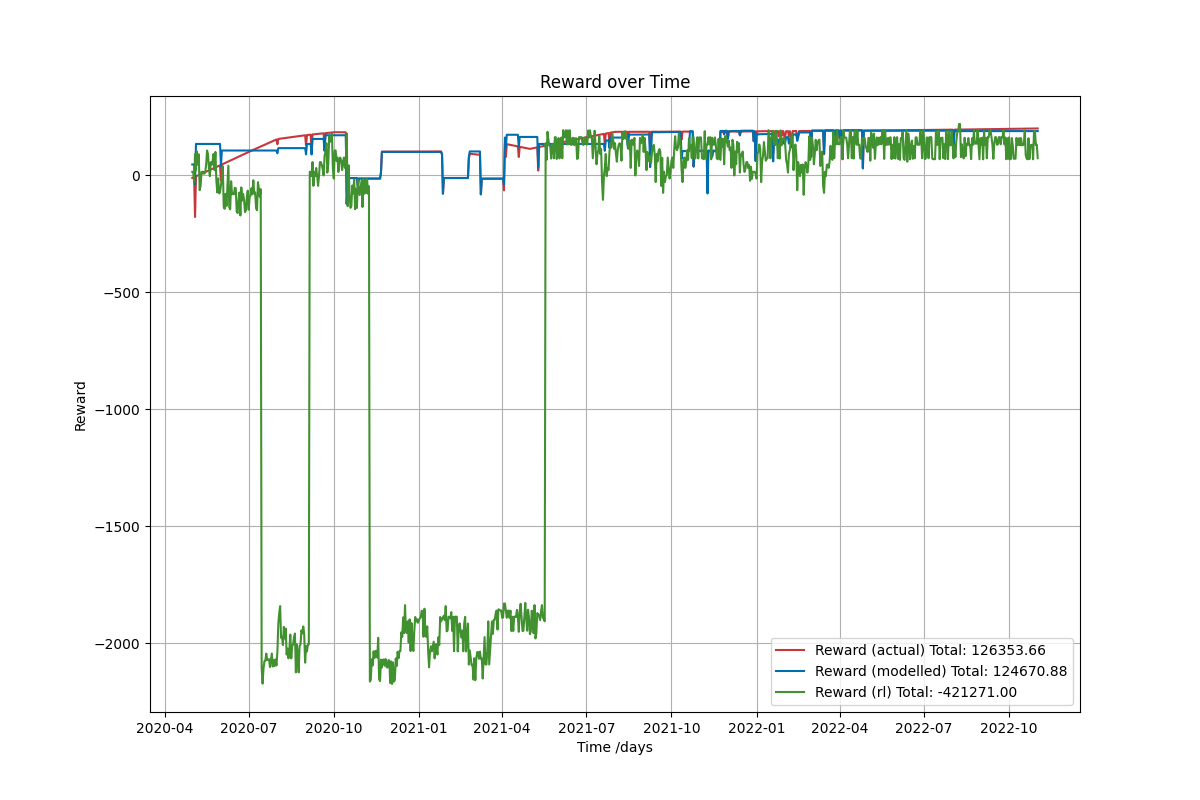 Reward over Time
Reward
0
−500
−1000
−1500
−2000
2020-04 2020-07 2020-10 2021-01 2021-04 2021-07 2021-10 2022-01 2022-04 2022-07 2022-10
Time /days
Reward (actual) Total: 126353.66
Reward (modelled) Total: 124670.88
Reward (rl) Total: -421271.00